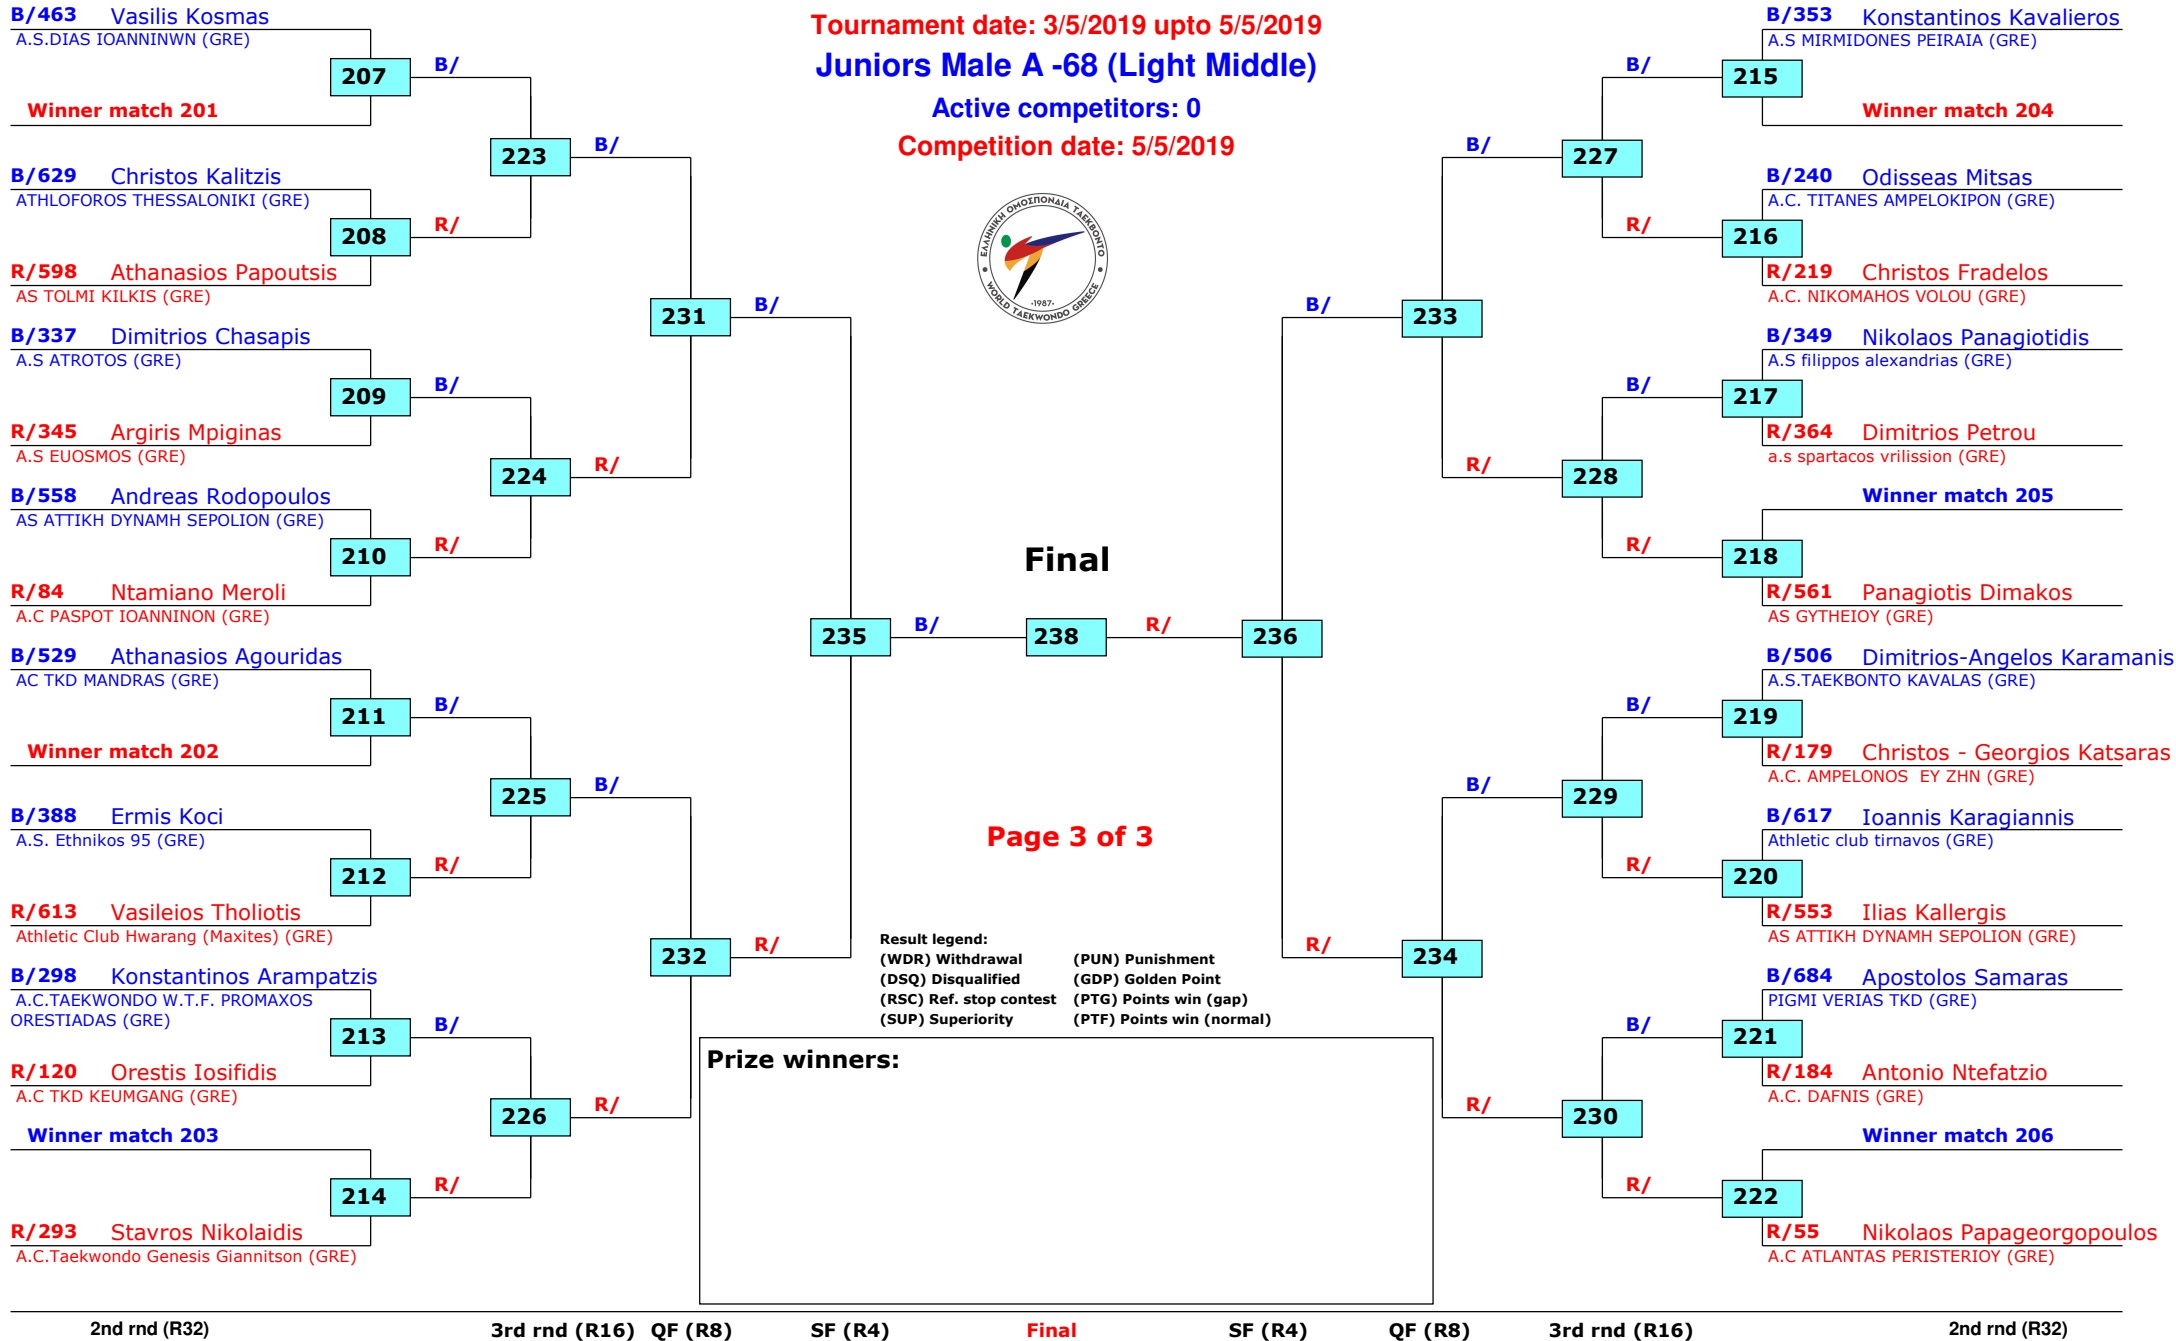 Tournament date: 3/5/2019 upto 5/5/2019
Juniors Male A -68 (Light Middle)
Active competitors: 0
Competition date: 5/5/2019
ΕΛΛΗΝΙΚΗ ΟΜΟΣΠΟΝΔΙΑ ΤΑΕΚΒΟΝΤΟ
·1987·
WORLD TAEKWONDO GREECE
B/463 Vasilis Kosmas
A.S.DIAS IOANNINWN (GRE)
207
Winner match 201
B/629 Christos Kalitzis
ATHLOFOROS THESSALONIKI (GRE)
208
R/598 Athanasios Papoutsis
AS TOLMI KILKIS (GRE)
B/337 Dimitrios Chasapis
A.S ATROTOS (GRE)
209
R/345 Argiris Mpiginas
A.S EUOSMOS (GRE)
B/558 Andreas Rodopoulos
AS ATTIKH DYNAMH SEPOLION (GRE)
210
R/84 Ntamiano Meroli
A.C PASPOT IOANNINON (GRE)
B/529 Athanasios Agouridas
AC TKD MANDRAS (GRE)
211
Winner match 202
B/388 Ermis Koci
A.S. Ethnikos 95 (GRE)
212
R/613 Vasileios Tholiotis
Athletic Club Hwarang (Maxites) (GRE)
B/298 Konstantinos Arampatzis
A.C.TAEKWONDO W.T.F. PROMAXOS
ORESTIADAS (GRE)
213
R/120 Orestis Iosifidis
A.C TKD KEUMGANG (GRE)
Winner match 203
214
R/293 Stavros Nikolaidis
A.C.Taekwondo Genesis Giannitson (GRE)
B/
R/
B/
R/
B/
R/
B/
R/
223
224
225
226
B/
R/
B/
R/
231
232
B/
R/
235
B/
Final
238
R/
236
B/
R/
233
234
B/
R/
B/
R/
227
228
229
230
B/
R/
B/
R/
B/
R/
B/
R/
B/353 Konstantinos Kavalieros
A.S MIRMIDONES PEIRAIA (GRE)
215
Winner match 204
B/240 Odisseas Mitsas
A.C. TITANES AMPELOKIPON (GRE)
216
R/219 Christos Fradelos
A.C. NIKOMAHOS VOLOU (GRE)
B/349 Nikolaos Panagiotidis
A.S filippos alexandrias (GRE)
217
R/364 Dimitrios Petrou
a.s spartacos vrilission (GRE)
Winner match 205
218
R/561 Panagiotis Dimakos
AS GYTHEIOY (GRE)
B/506 Dimitrios-Angelos Karamanis
A.S.TAEKBONTO KAVALAS (GRE)
219
R/179 Christos - Georgios Katsaras
A.C. AMPELONOS EY ZHN (GRE)
B/617 Ioannis Karagiannis
Athletic club tirnavos (GRE)
220
R/553 Ilias Kallergis
AS ATTIKH DYNAMH SEPOLION (GRE)
B/684 Apostolos Samaras
PIGMI VERIAS TKD (GRE)
221
R/184 Antonio Ntefatzio
A.C. DAFNIS (GRE)
Winner match 206
222
R/55 Nikolaos Papageorgopoulos
A.C ATLANTAS PERISTERIOY (GRE)
Page 3 of 3
Result legend:
(WDR) Withdrawal (PUN) Punishment
(DSQ) Disqualified (GDP) Golden Point
(RSC) Ref. stop contest (PTG) Points win (gap)
(SUP) Superiority (PTF) Points win (normal)
Prize winners:
2nd rnd (R32) 3rd rnd (R16) QF (R8) SF (R4) Final SF (R4) QF (R8) 3rd rnd (R16) 2nd rnd (R32)